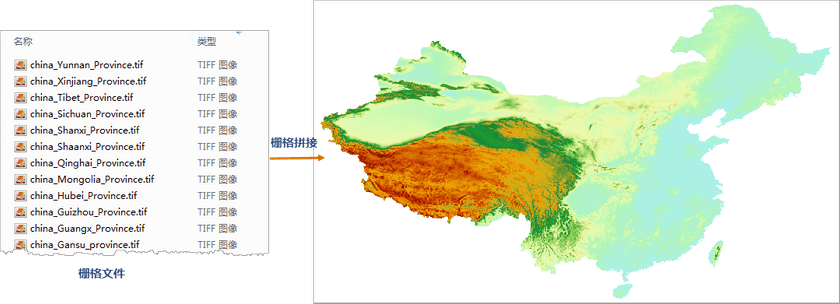 名称 类型
china_Yunnan_Province.tif TIFF 图像
china_Xinjiang_Province.tif TIFF 图像
china_Tibet_Province.tif TIFF 图像
china_Sichuan_Province.tif TIFF 图像
china_Shanxi_Province.tif TIFF 图像
china_Shaanxi_Province.tif TIFF 图像
china_Qinghai_Province.tif TIFF 图像
china_Mongolia_Province.tif TIFF 图像
china_Hubei_Province.tif TIFF 图像
china_Guizhou_Province.tif TIFF 图像
china_Guangx_Province.tif TIFF 图像
china_Gansu_province.tif TIFF 图像
栅格文件
栅格拼接